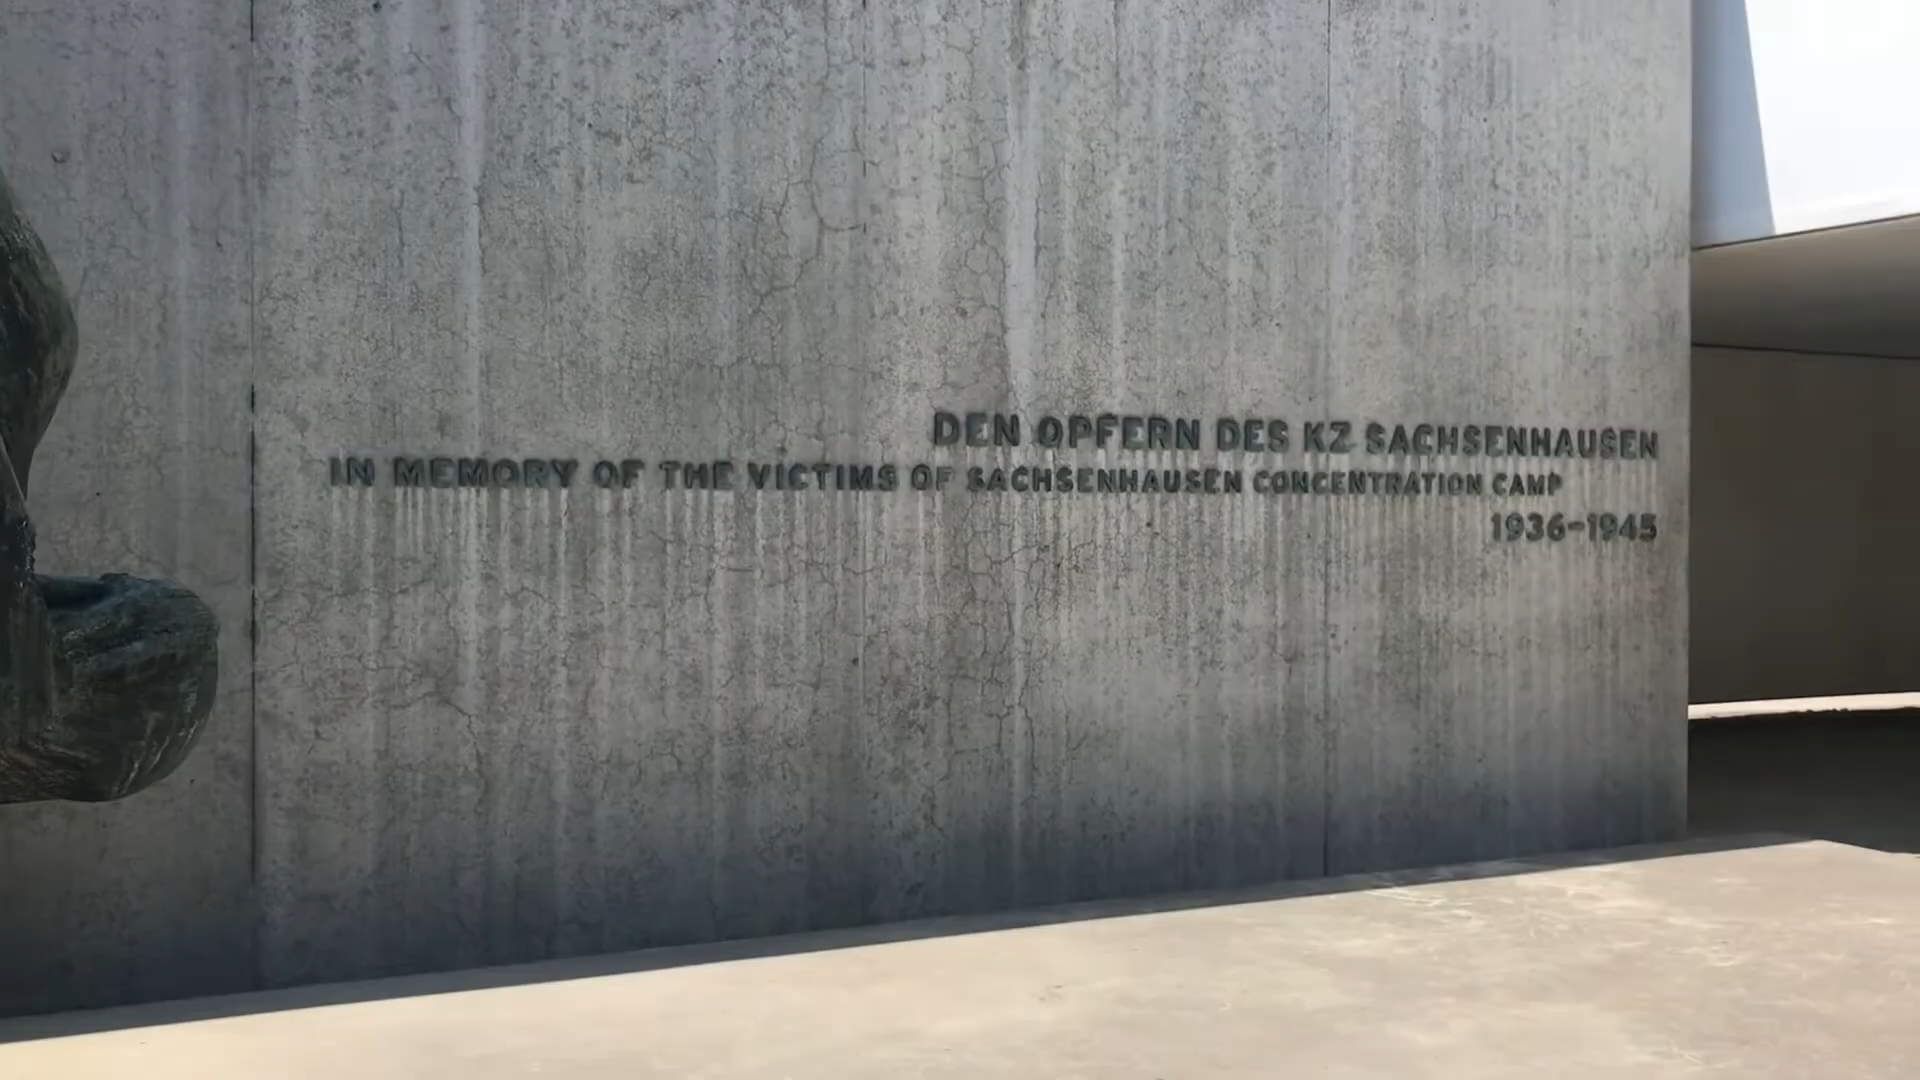 DEN OPFERN DES KZ SACHSENHAUSEN
IN MEMORY OF THE VICTIMS OF SACHSENHAUSEN CONCENTRATION CAMP
1936-1945